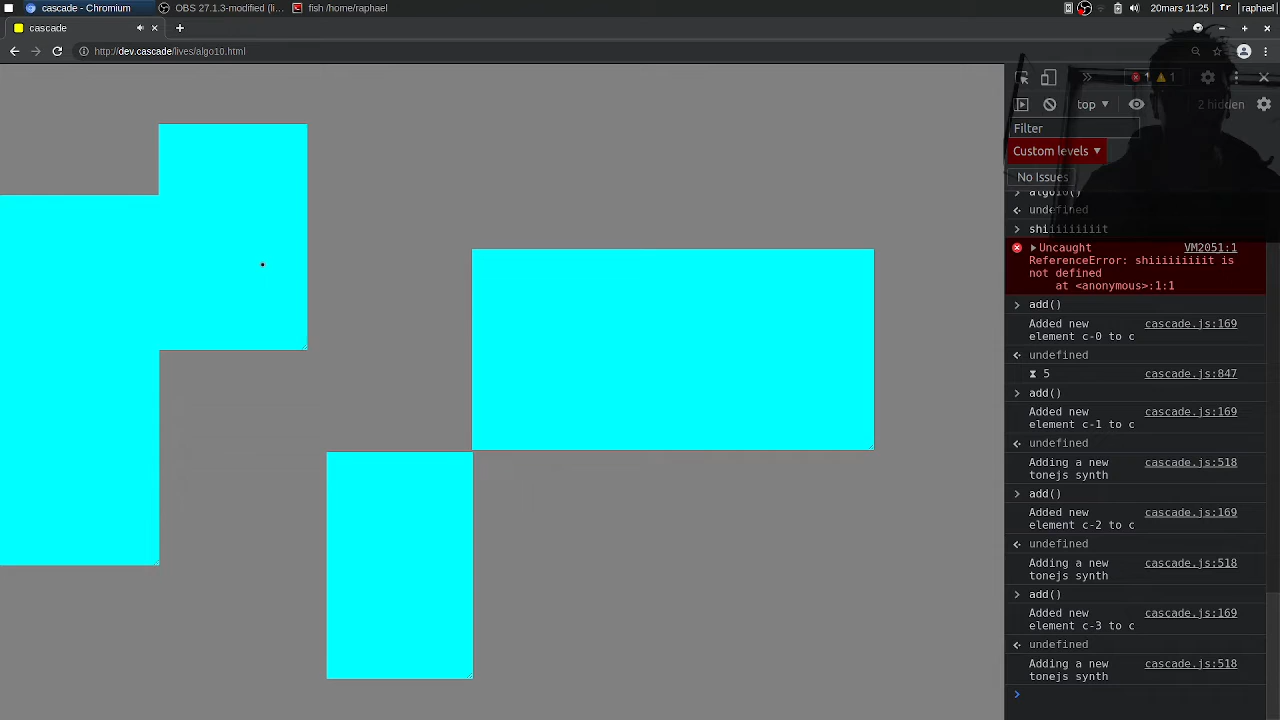 cascade - Chromium
OBS 27.1.3-modified (li...
fish /home/raphael
20mars 11:25
raphael
cascade
http://dev.cascade/lives/algo10.html
1
1
top ▼
2 hidden
Filter
Custom levels ▼
No Issues
algo10()
undefined
shiiiiiiiiit
Uncaught VM2051:1
ReferenceError: shiiiiiiiiit is
not defined
at <anonymous>:1:1
add()
Added new cascade.js:169
element c-0 to c
undefined
5 cascade.js:847
add()
Added new cascade.js:169
element c-1 to c
undefined
Adding a new cascade.js:518
tonejs synth
add()
Added new cascade.js:169
element c-2 to c
undefined
Adding a new cascade.js:518
tonejs synth
add()
Added new cascade.js:169
element c-3 to c
undefined
Adding a new cascade.js:518
tonejs synth